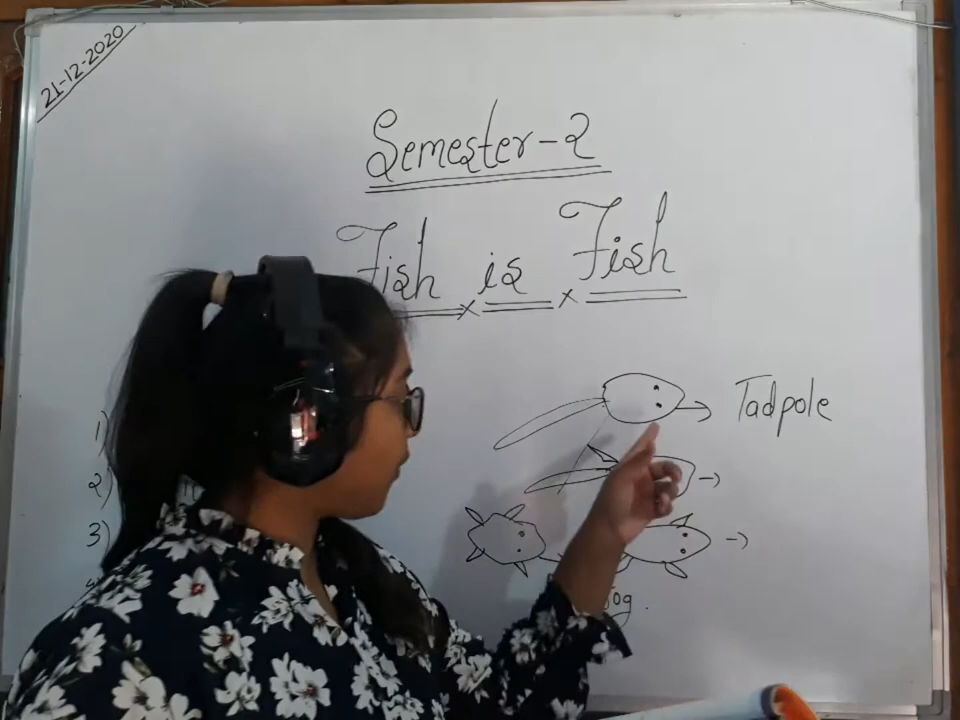 21-12-2020
Semester-2
Fish is Fish
Tadpole
1)
2)
3)